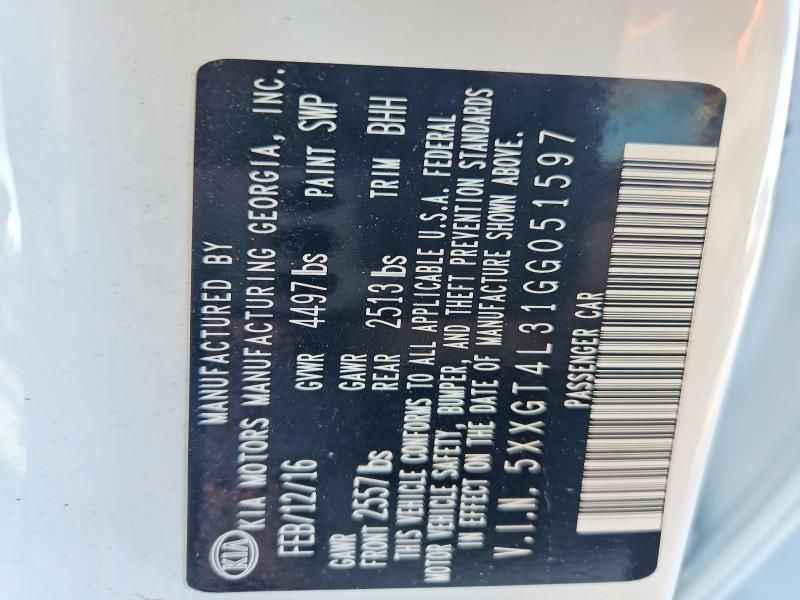 MANUFACTURED BY
KIA KIA MOTORS MANUFACTURING GEORGIA, INC.
FEB/12/16 GVWR 4497lbs PAINT SWP
GAWR GAWR
FRONT 2557lbs REAR 2513lbs TRIM BHH
THIS VEHICLE CONFORMS TO ALL APPLICABLE U.S.A. FEDERAL
MOTOR VEHICLE SAFETY, BUMPER, AND THEFT PREVENTION STANDARDS
IN EFFECT ON THE DATE OF MANUFACTURE SHOWN ABOVE.
V.I.N. 5XXGT4L31GG051597
PASSENGER CAR